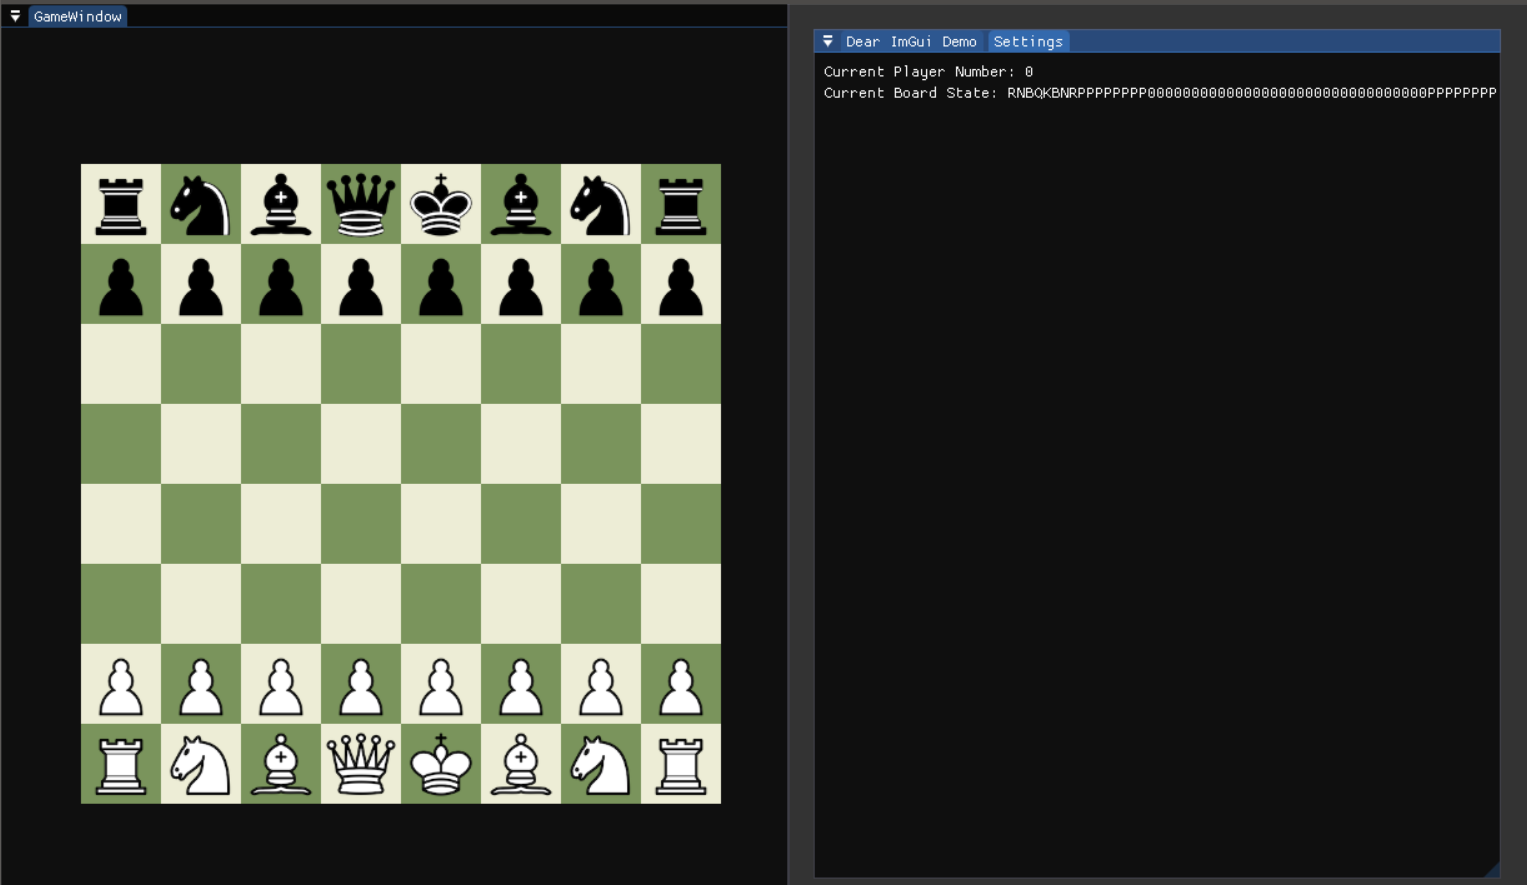 GameWindow
Dear ImGui Demo Settings
Current Player Number: 0
Current Board State: RNBQKBNRPPPPPPPP00000000000000000000000000000000PPPPPPPP